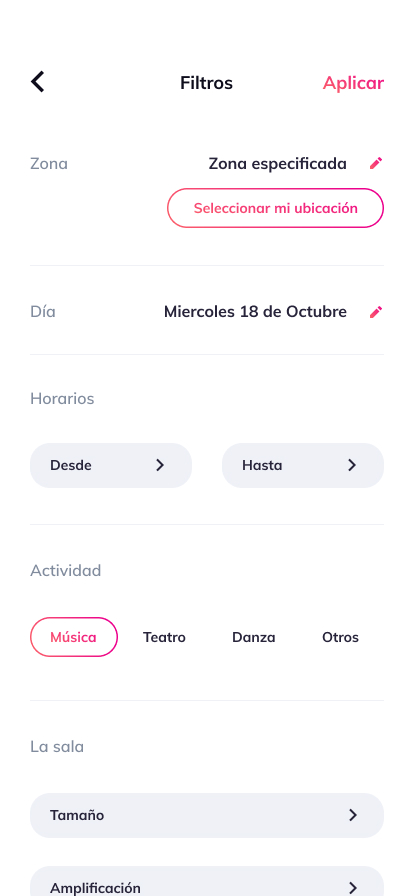 Filtros
Aplicar
Zona
Zona especificada
Seleccionar mi ubicación
Día
Miercoles 18 de Octubre
Horarios
Desde
Hasta
Actividad
Música
Teatro
Danza
Otros
La sala
Tamaño
Amplificación